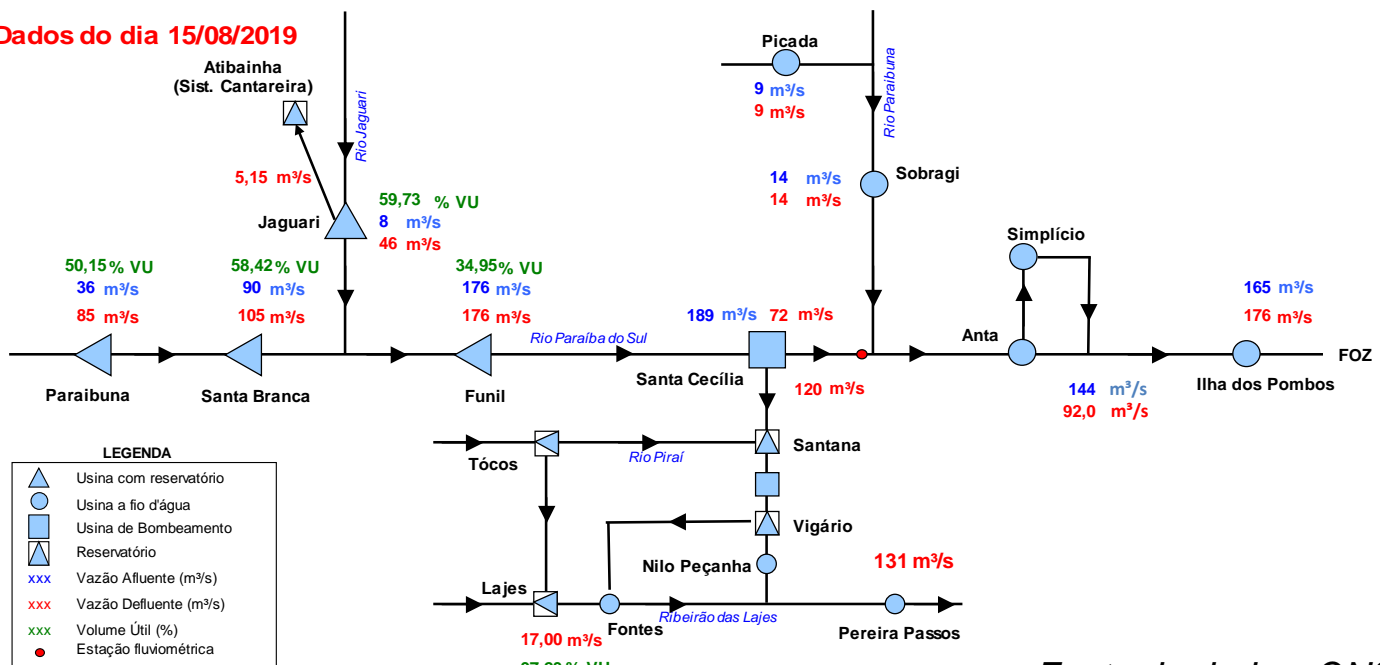 Dados do dia 15/08/2019
Picada
9 m³/s
9 m³/s
Rio Paraibuna
Atibainha
(Sist. Cantareira)
Rio Jaguari
5,15 m³/s
Jaguari
59,73 % VU
8 m³/s
46 m³/s
14 m³/s
14 m³/s
Sobragi
Simplício
50,15% VU
36 m³/s
85 m³/s
58,42% VU
90 m³/s
105 m³/s
34,95% VU
176 m³/s
176 m³/s
189 m³/s 72 m³/s
165 m³/s
176 m³/s
Rio Paraíba do Sul
Anta
FOZ
Paraibuna
Santa Branca
Funil
Santa Cecília
120 m³/s
144 m³/s
92,0 m³/s
Ilha dos Pombos
Tócos
Rio Piraí
Santana
Vigário
Nilo Peçanha
131 m³/s
Lajes
Fontes
Ribeirão das Lajes
Pereira Passos
17,00 m³/s
LEGENDA
Usina com reservatório
Usina a fio d'água
Usina de Bombeamento
Reservatório
xxx Vazão Afluente (m³/s)
xxx Vazão Defluente (m³/s)
xxx Volume Útil (%)
Estação fluviométrica